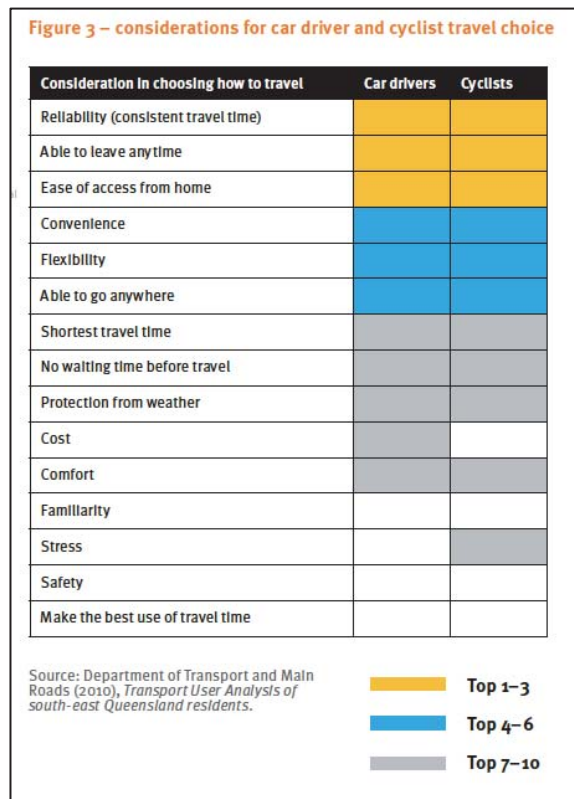 Figure 3 – considerations for car driver and cyclist travel choice
Consideration in choosing how to travel Car drivers Cyclists
Reliability (consistent travel time)
Able to leave anytime
Ease of access from home
al
Convenience
Flexibility
Able to go anywhere
Shortest travel time
No waiting time before travel
Protection from weather
Cost
Comfort
Familiarity
Stress
Safety
Make the best use of travel time
Source: Department of Transport and Main
Roads (2010), Transport User Analysis of
south-east Queensland residents.
Top 1–3
Top 4–6
Top 7–10